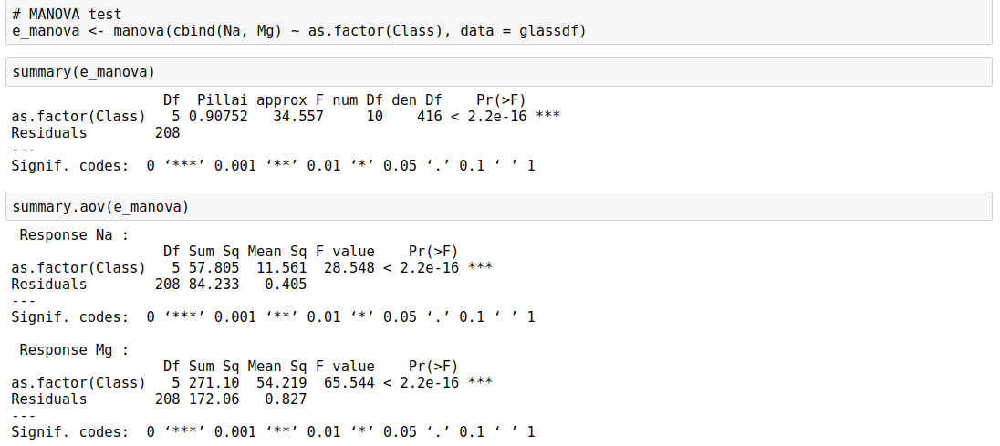 # MANOVA test
e_manova <- manova(cbind(Na, Mg) ~ as.factor(Class), data = glassdf)
summary(e_manova)
                  Df  Pillai approx F num Df den Df    Pr(>F)
as.factor(Class)   5 0.90752   34.557     10    416 < 2.2e-16 ***
Residuals        208
---
Signif. codes:  0 ‘***’ 0.001 ‘**’ 0.01 ‘*’ 0.05 ‘.’ 0.1 ‘ ’ 1
summary.aov(e_manova)
 Response Na :
                  Df Sum Sq Mean Sq F value    Pr(>F)
as.factor(Class)   5 57.805  11.561  28.548 < 2.2e-16 ***
Residuals        208 84.233   0.405
---
Signif. codes:  0 ‘***’ 0.001 ‘**’ 0.01 ‘*’ 0.05 ‘.’ 0.1 ‘ ’ 1
 Response Mg :
                  Df Sum Sq Mean Sq F value    Pr(>F)
as.factor(Class)   5 271.10  54.219  65.544 < 2.2e-16 ***
Residuals        208 172.06   0.827
---
Signif. codes:  0 ‘***’ 0.001 ‘**’ 0.01 ‘*’ 0.05 ‘.’ 0.1 ‘ ’ 1